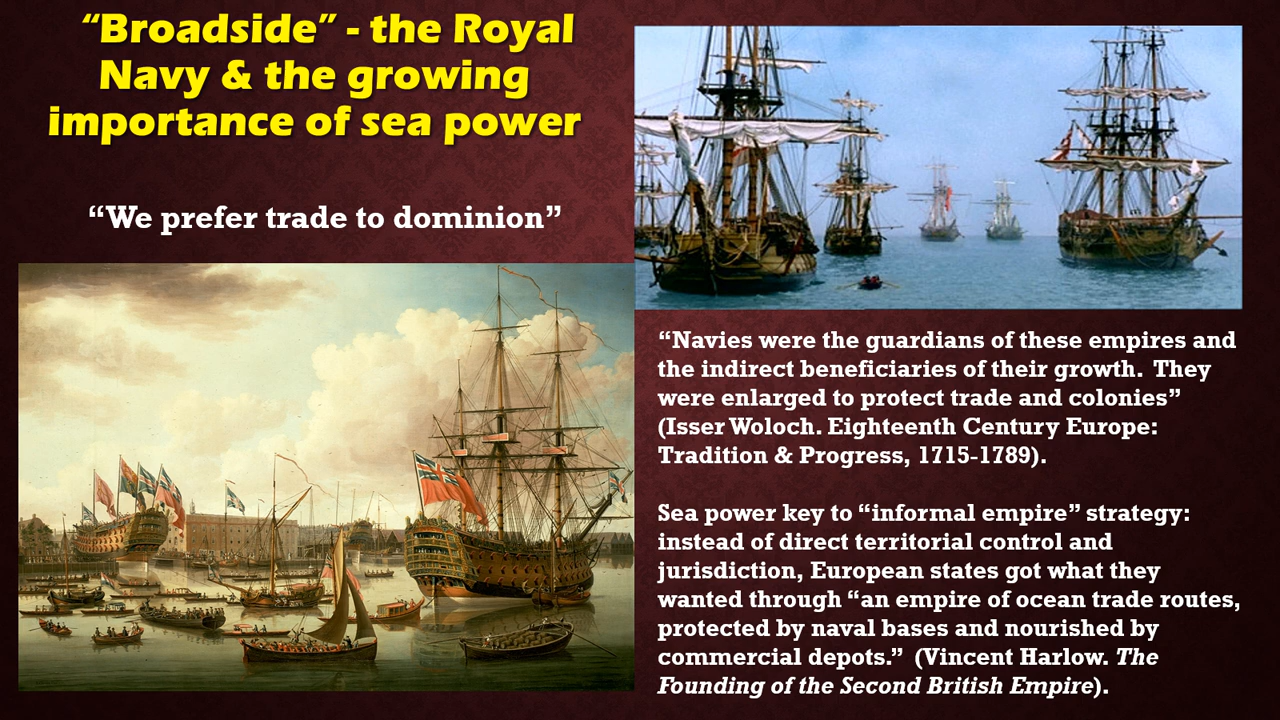 “Broadside” - the Royal
Navy & the growing
importance of sea power
“We prefer trade to dominion”
“Navies were the guardians of these empires and
the indirect beneficiaries of their growth.  They
were enlarged to protect trade and colonies”
(Isser Woloch. Eighteenth Century Europe:
Tradition & Progress, 1715-1789).
Sea power key to “informal empire” strategy:
instead of direct territorial control and
jurisdiction, European states got what they
wanted through “an empire of ocean trade routes,
protected by naval bases and nourished by
commercial depots.”  (Vincent Harlow. The
Founding of the Second British Empire).